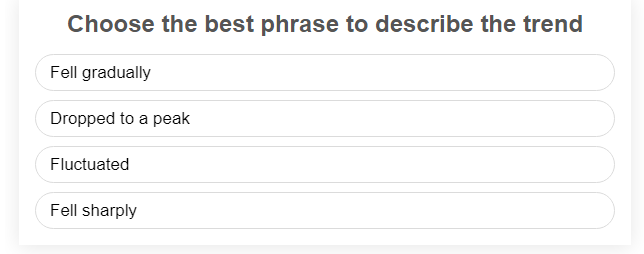 Choose the best phrase to describe the trend
Fell gradually
Dropped to a peak
Fluctuated
Fell sharply